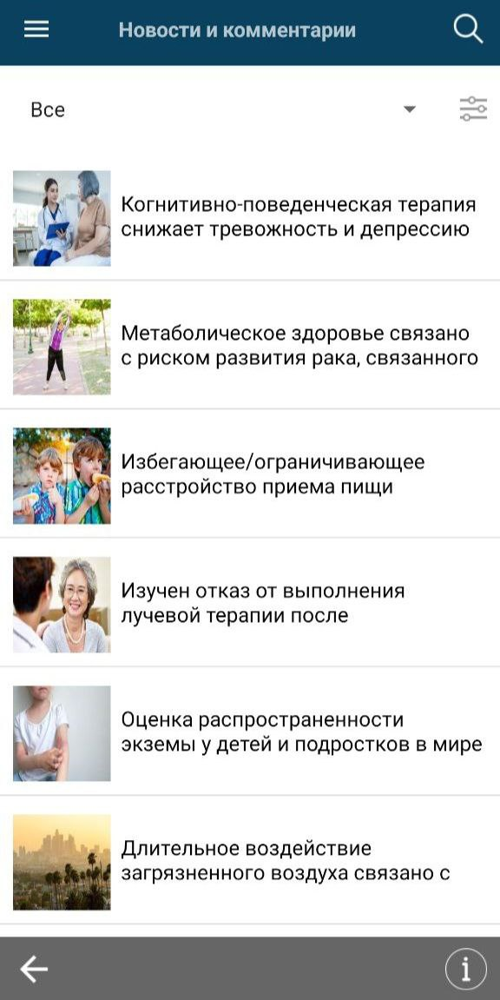 Новости и комментарии
Все
Когнитивно-поведенческая терапия
снижает тревожность и депрессию
Метаболическое здоровье связано
с риском развития рака, связанного
Избегающее/ограничивающее
расстройство приема пищи
Изучен отказ от выполнения
лучевой терапии после
Оценка распространенности
экземы у детей и подростков в мире
Длительное воздействие
загрязненного воздуха связано с